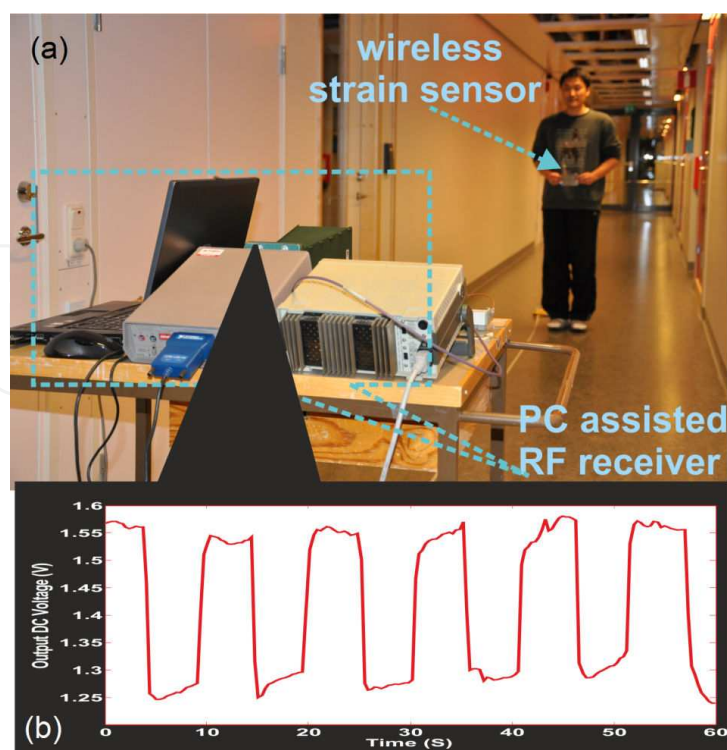 (a)
wireless
strain sensor
PC assisted
RF receiver
Output DC Voltage (V)
1.6
1.55
1.5
1.45
1.4
1.35
1.3
1.25
0
10
20
30
40
50
60
Time (S)
(b)